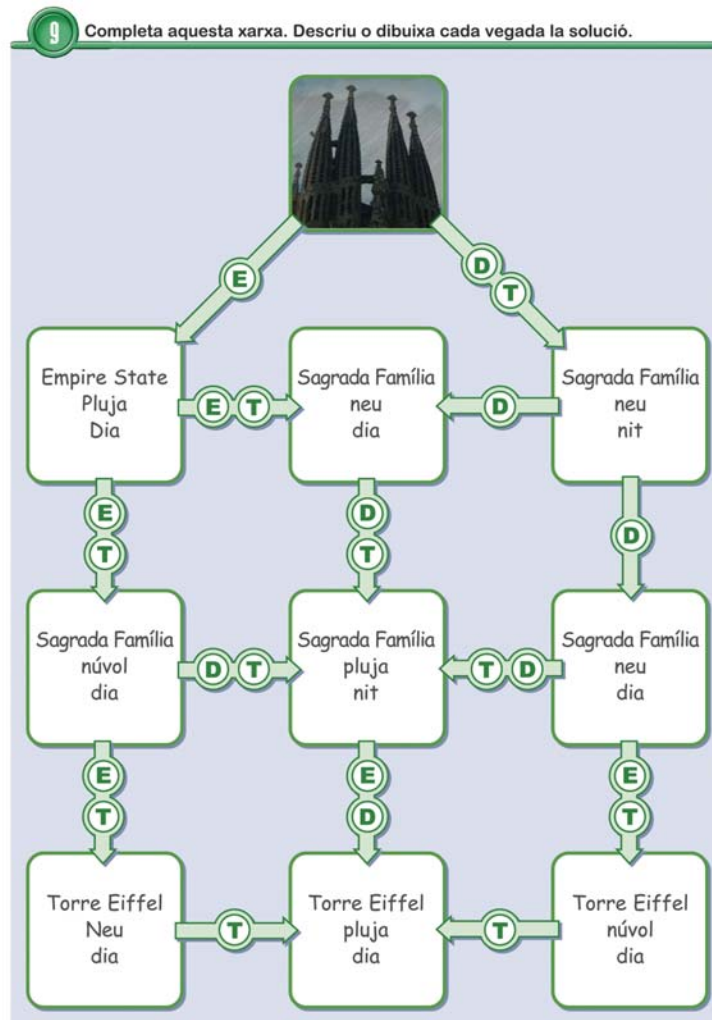 9 Completa aquesta xarxa. Descriu o dibuixa cada vegada la solució.
E
D
T
Empire State
Pluja
Dia
E T
Sagrada Família
neu
dia
D
Sagrada Família
neu
nit
E
T
D
T
D
Sagrada Família
núvol
dia
D T
Sagrada Família
pluja
nit
T D
Sagrada Família
neu
dia
E
T
E
D
E
T
Torre Eiffel
Neu
dia
T
Torre Eiffel
pluja
dia
T
Torre Eiffel
núvol
dia